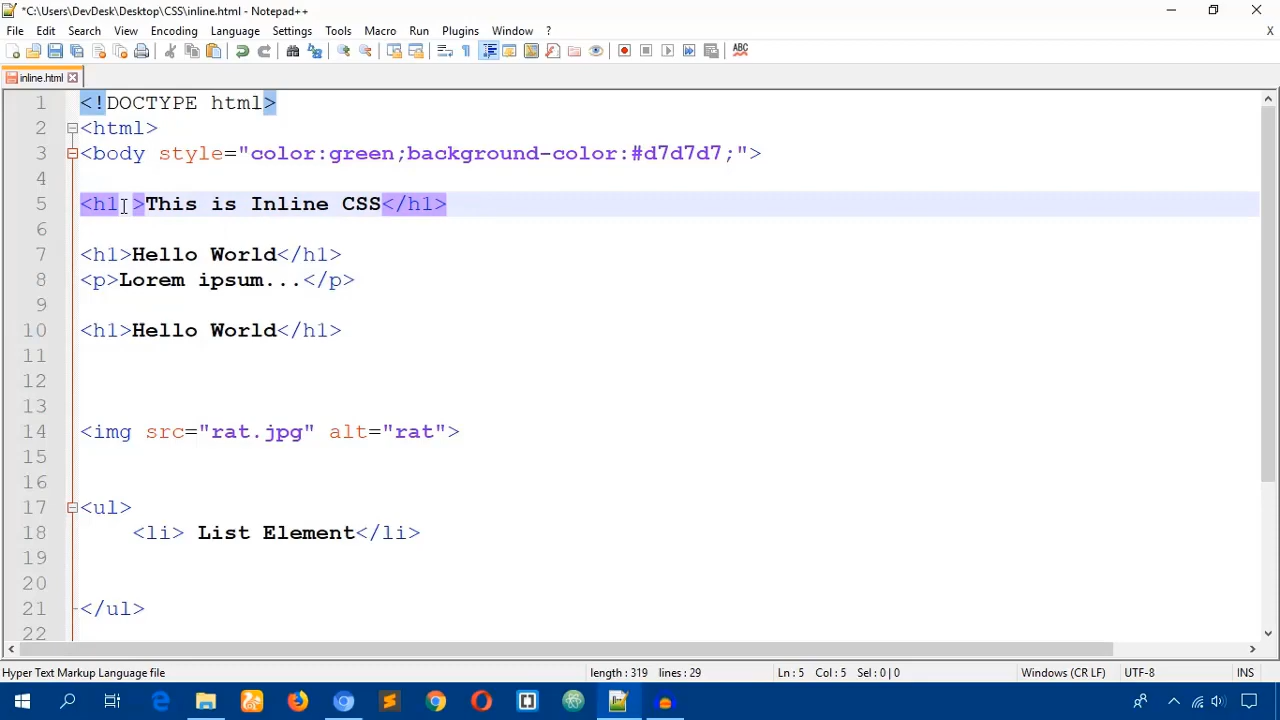 *C:\Users\DevDesk\Desktop\CSS\inline.html - Notepad++
File Edit Search View Encoding Language Settings Tools Macro Run Plugins Window ? X
ABC
inline.html
1 <!DOCTYPE html>
2 <html>
3 <body style="color:green;background-color:#d7d7d7;">
4
5 <h1 >This is Inline CSS</h1>
6
7 <h1>Hello World</h1>
8 <p>Lorem ipsum...</p>
9
10 <h1>Hello World</h1>
11
12
13
14 <img src="rat.jpg" alt="rat">
15
16
17 <ul>
18 <li> List Element</li>
19
20
21 </ul>
22
Hyper Text Markup Language file length : 319 lines : 29 Ln : 5 Col : 5 Sel : 0 | 0 Windows (CR LF) UTF-8 INS